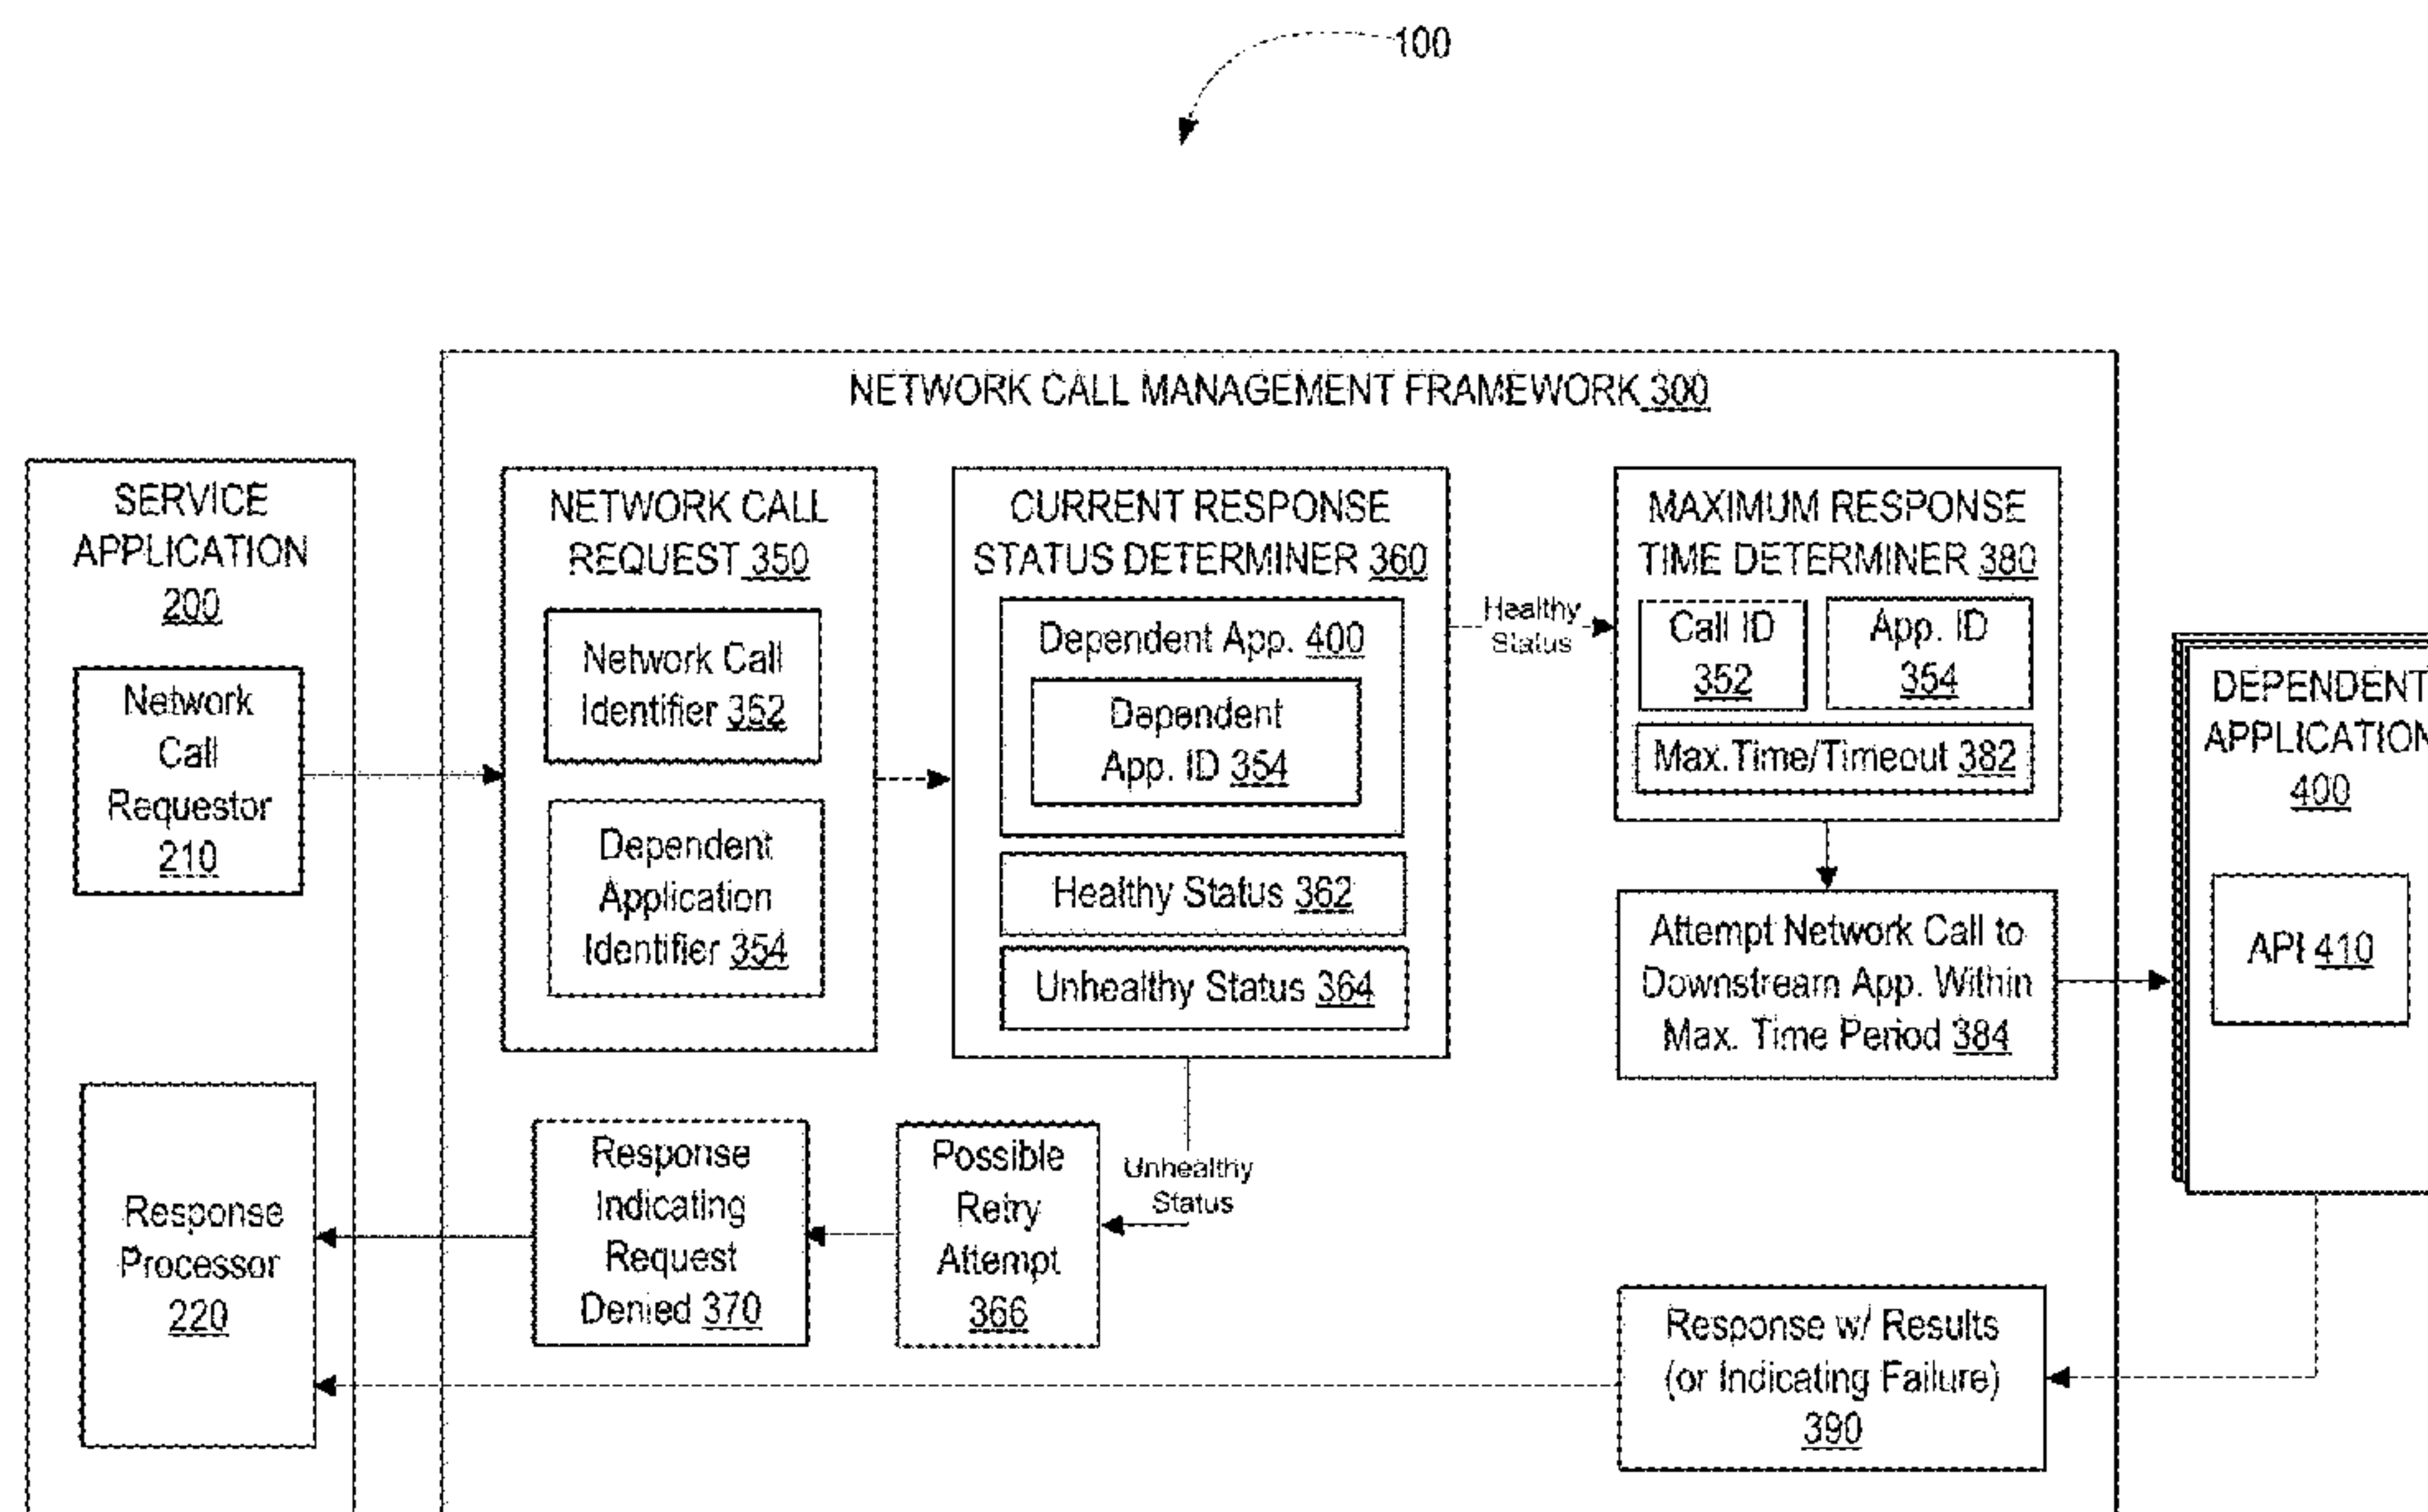 100
NETWORK CALL MANAGEMENT FRAMEWORK 300
SERVICE
APPLICATION
200
Network
Call
Requestor
210
Response
Processor
220
NETWORK CALL
REQUEST 350
Network Call
Identifier 352
Dependent
Application
Identifier 354
CURRENT RESPONSE
STATUS DETERMINER 360
Dependent App. 400
Dependent
App. ID 354
Healthy Status 362
Unhealthy Status 364
Healthy
Status
MAXIMUM RESPONSE
TIME DETERMINER 380
Call ID
352
App. ID
354
Max.Time/Timeout 382
Attempt Network Call to
Downstream App. Within
Max. Time Period 384
DEPENDENT
APPLICATION
400
API 410
Unhealthy
Status
Possible
Retry
Attempt
366
Response
Indicating
Request
Denied 370
Response w/ Results
(or Indicating Failure)
390